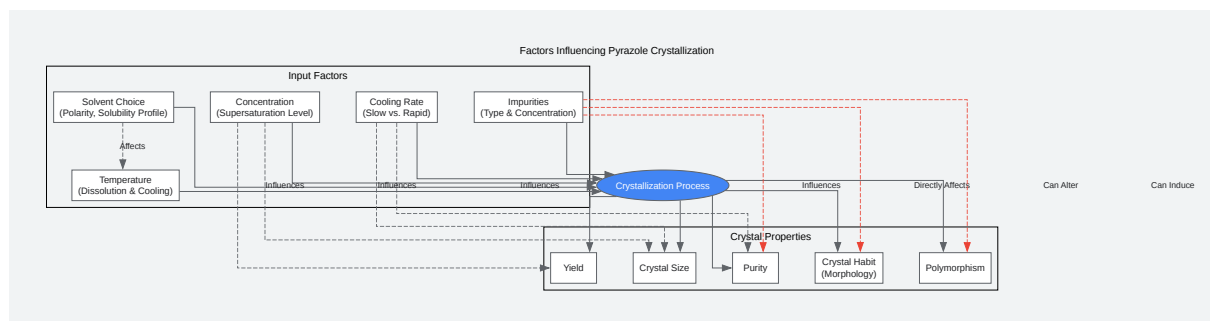 Factors Influencing Pyrazole Crystallization
Input Factors
Solvent Choice
(Polarity, Solubility Profile)
Concentration
(Supersaturation Level)
Cooling Rate
(Slow vs. Rapid)
Impurities
(Type & Concentration)
Affects
Temperature
(Dissolution & Cooling)
Influences
Influences
Influences
Crystallization Process
Influences
Directly Affects
Can Alter
Can Induce
Crystal Properties
Yield
Crystal Size
Purity
Crystal Habit
(Morphology)
Polymorphism